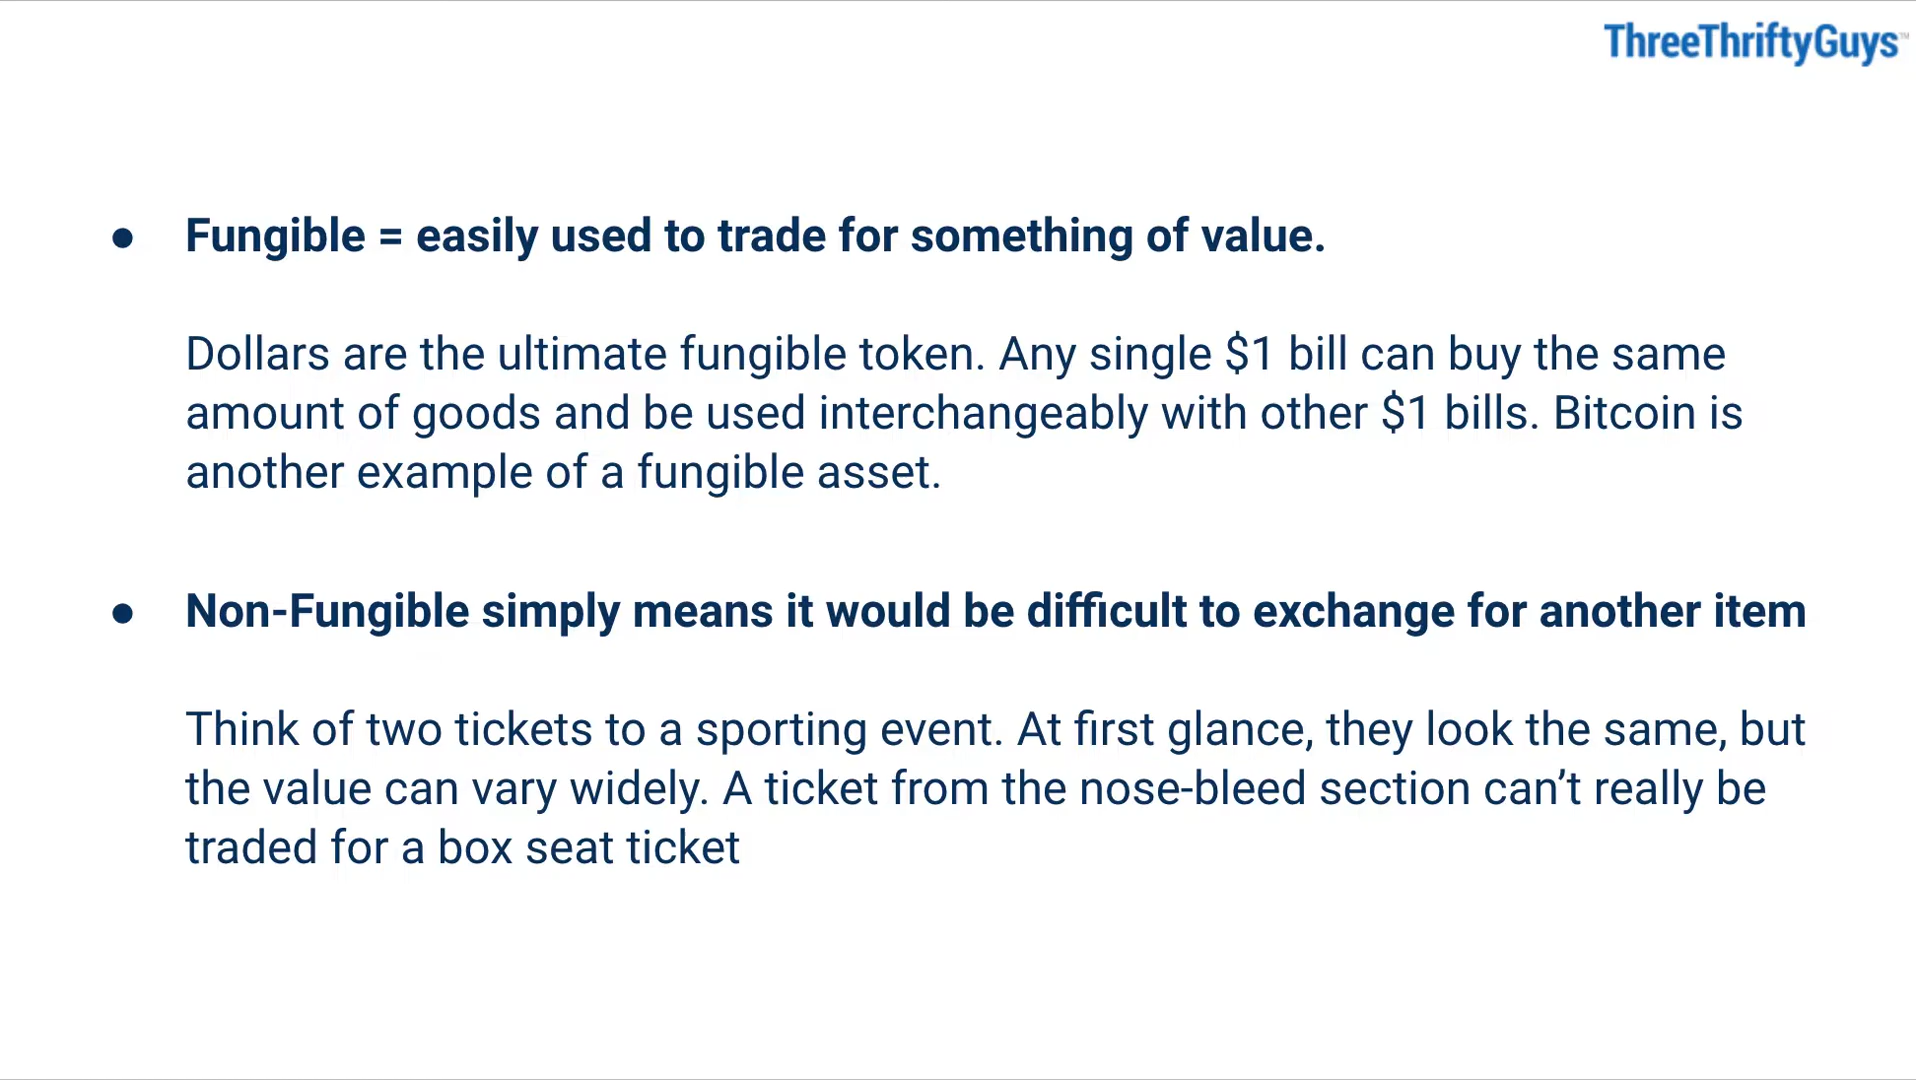 ThreeThriftyGuys™
● Fungible = easily used to trade for something of value.
Dollars are the ultimate fungible token. Any single $1 bill can buy the same
amount of goods and be used interchangeably with other $1 bills. Bitcoin is
another example of a fungible asset.
● Non-Fungible simply means it would be difficult to exchange for another item
Think of two tickets to a sporting event. At first glance, they look the same, but
the value can vary widely. A ticket from the nose-bleed section can’t really be
traded for a box seat ticket